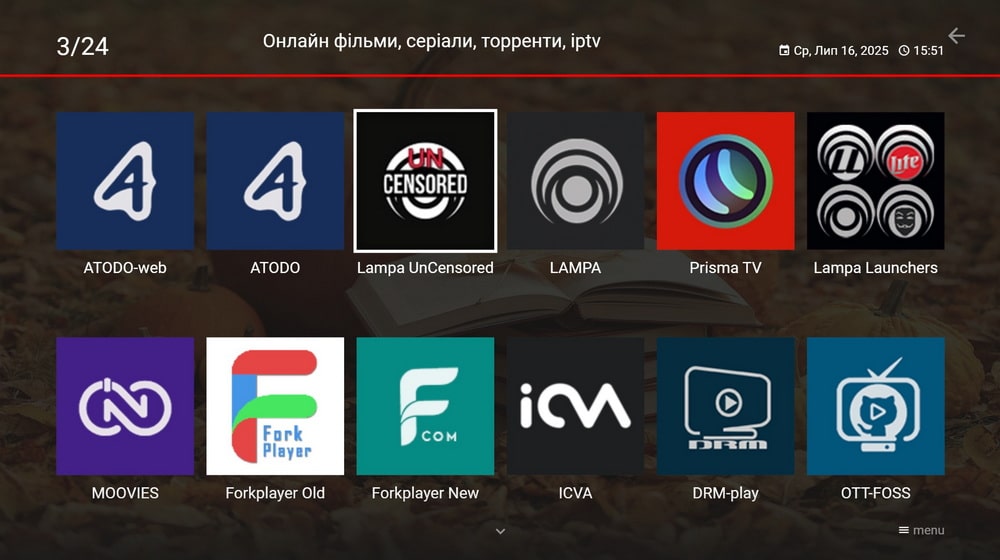 3/24
Онлайн фільми, серіали, торренти, iptv
Ср, Лип 16, 2025 15:51
UN
CENSORED
lite
ATODO-web
ATODO
Lampa UnCensored
LAMPA
Prisma TV
Lampa Launchers
Fork
Player
COM
iCVA
DRM
MOOVIES
Forkplayer Old
Forkplayer New
ICVA
DRM-play
OTT-FOSS
menu